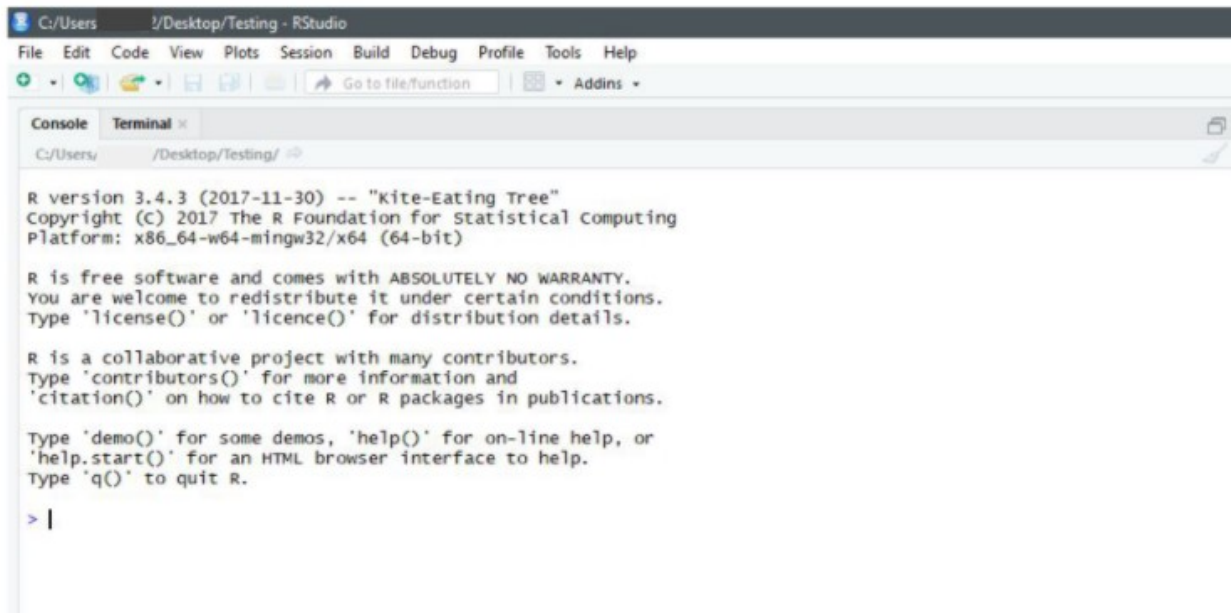 C:/Users !/Desktop/Testing - RStudio
File Edit Code View Plots Session Build Debug Profile Tools Help
Go to file/function Addins
Console Terminal
C:/Users/ /Desktop/Testing/
R version 3.4.3 (2017-11-30) -- "Kite-Eating Tree"
Copyright (C) 2017 The R Foundation for Statistical Computing
Platform: x86_64-w64-mingw32/x64 (64-bit)
R is free software and comes with ABSOLUTELY NO WARRANTY.
You are welcome to redistribute it under certain conditions.
Type 'license()' or 'licence()' for distribution details.
R is a collaborative project with many contributors.
Type 'contributors()' for more information and
'citation()' on how to cite R or R packages in publications.
Type 'demo()' for some demos, 'help()' for on-line help, or
'help.start()' for an HTML browser interface to help.
Type 'q()' to quit R.
>